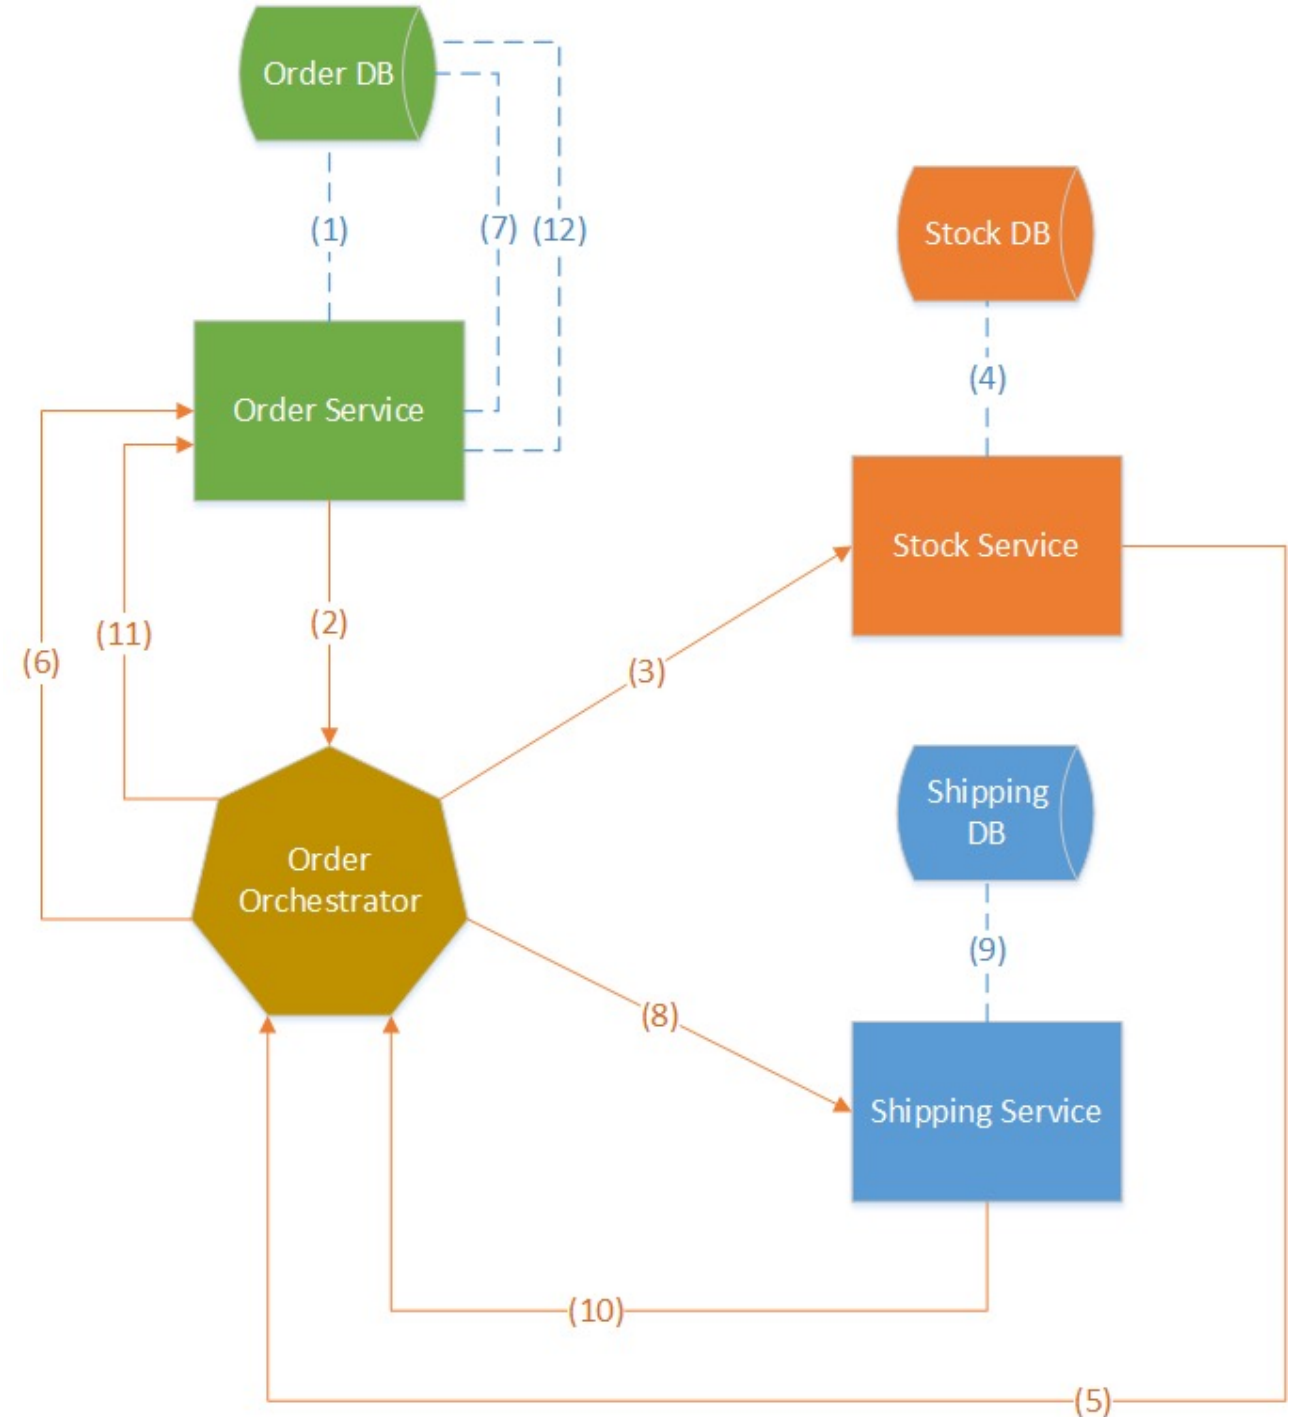 Order DB
(1)
(7)
(12)
Stock DB
(4)
Order Service
Stock Service
(2)
(11)
(6)
(3)
Shipping
DB
Order
Orchestrator
(9)
(8)
Shipping Service
(10)
(5)